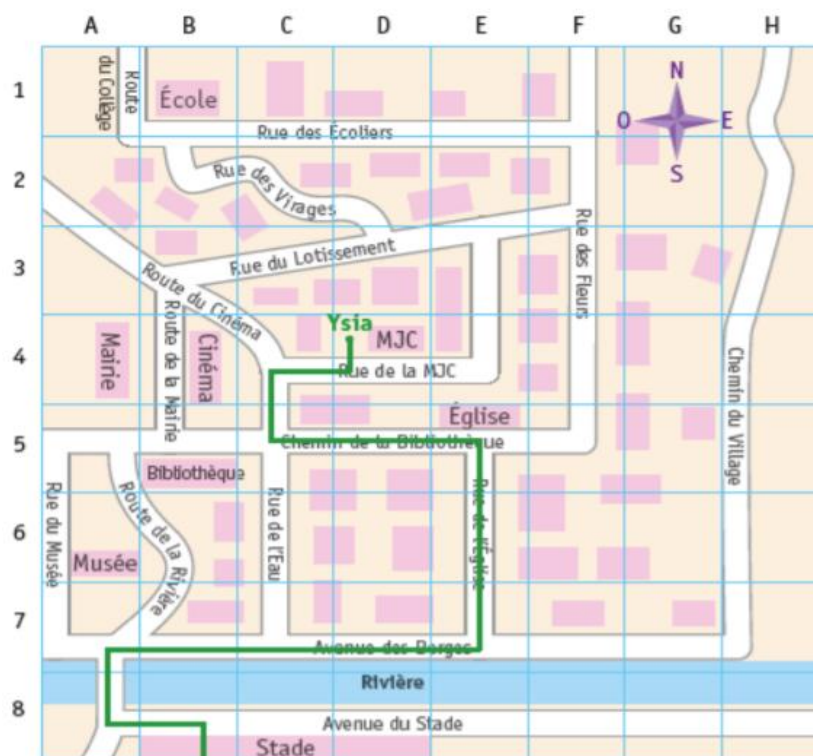 A B C D E F G H
1
du Collège
Route
École
N
O E
S
Rue des Écoliers
2
Rue des Virages
Rue des Fleurs
3
Rue du Lotissement
Route du Cinéma
Route de la Mairie
Ysia
4
Mairie
Cinéma
MJC
Rue de la MJC
Chemin du Village
Église
5
Chemin de la Bibliothèque
Bibliothèque
Rue du Musée
Route de la Rivière
Rue de l'Eau
Rue de l'Église
6
Musée
7
Avenue des Berges
Rivière
8
Avenue du Stade
Stade